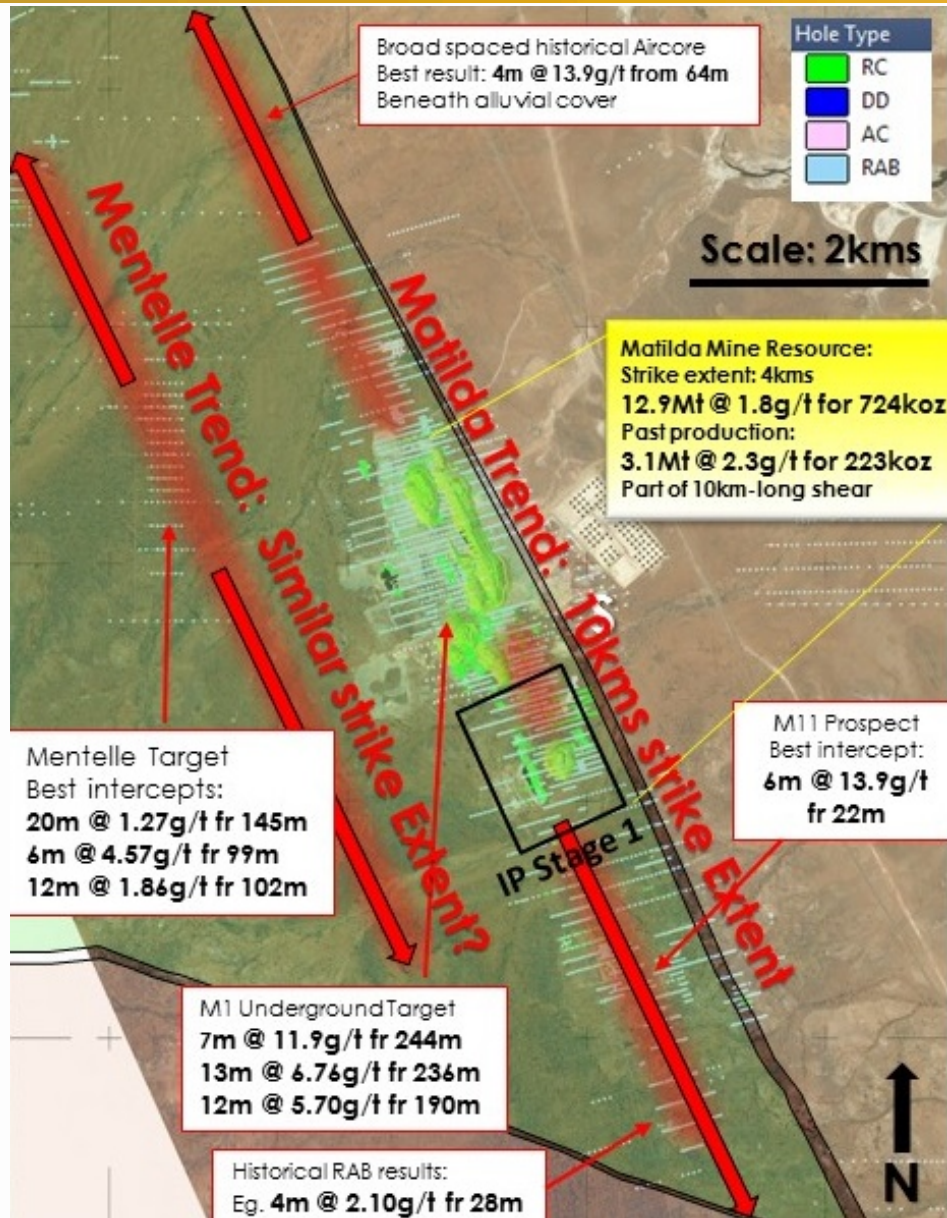 Broad spaced historical Aircore
Best result: 4m @ 13.9g/t from 64m
Beneath alluvial cover
Hole Type
RC
DD
AC
RAB
Scale: 2kms
Mentelle Trend: Similar strike Extent?
Matilda Trend: 10kms strike Extent
Matilda Mine Resource:
Strike extent: 4kms
12.9Mt @ 1.8g/t for 724koz
Past production:
3.1Mt @ 2.3g/t for 223koz
Part of 10km-long shear
M11 Prospect
Best intercept:
6m @ 13.9g/t
fr 22m
Mentelle Target
Best intercepts:
20m @ 1.27g/t fr 145m
6m @ 4.57g/t fr 99m
12m @ 1.86g/t fr 102m
IP Stage 1
M1 Underground Target
7m @ 11.9g/t fr 244m
13m @ 6.76g/t fr 236m
12m @ 5.70g/t fr 190m
Historical RAB results:
Eg. 4m @ 2.10g/t fr 28m
N